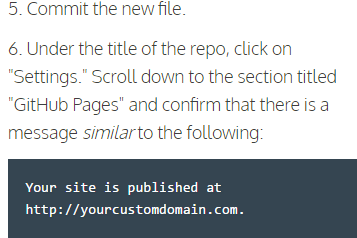 5. Commit the new file.
6. Under the title of the repo, click on
"Settings." Scroll down to the section titled
"GitHub Pages" and confirm that there is a
message similar to the following:
Your site is published at
http://yourcustomdomain.com.